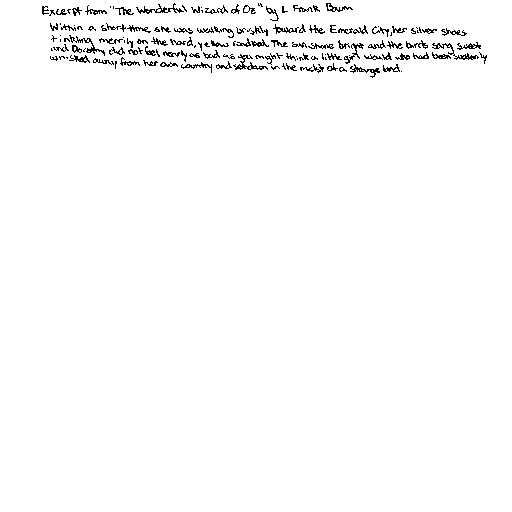 Excerpt from "The Wonderful Wizard of Oz" by L Frank Baum
Within a short time she was walking briskly toward the Emerald City, her silver shoes
tinkling merrily on the hard, yellow roadbed. The sun shone bright and the birds sang sweet
and Dorothy did not feel nearly as bad as you might think a little girl would who had been suddenly
whisked away from her own country and set down in the midst of a strange land.